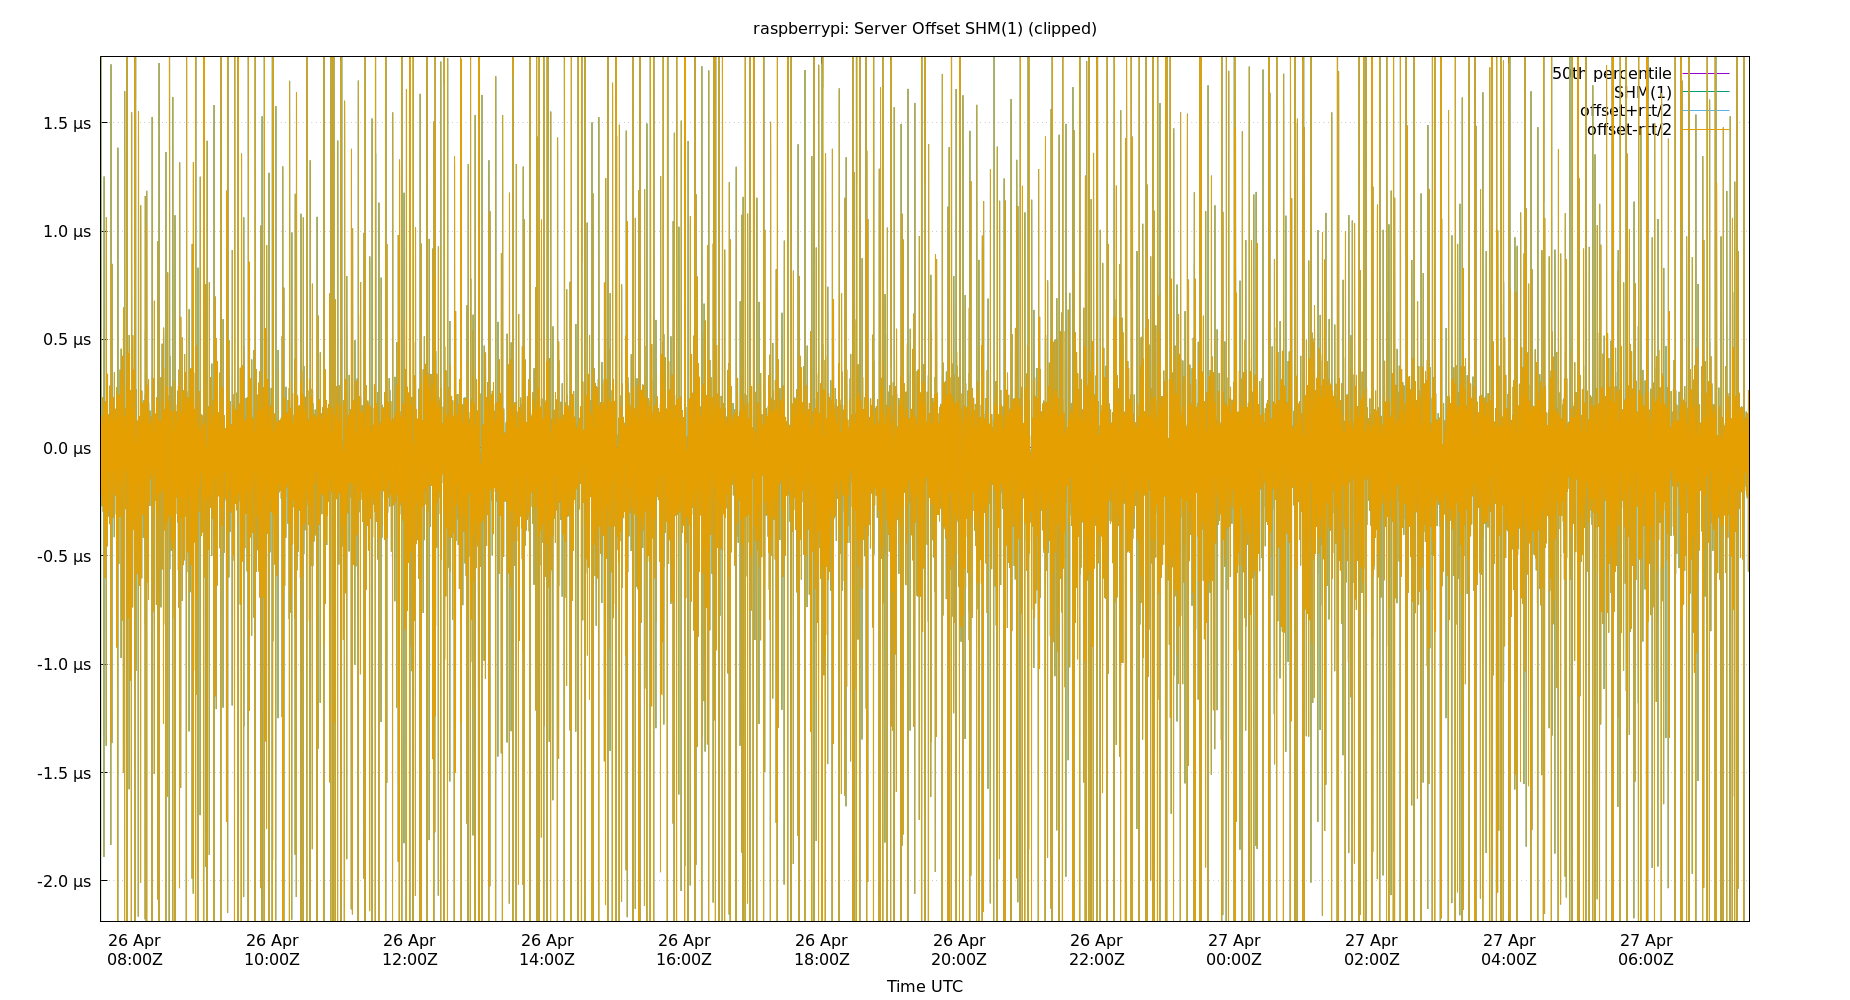 raspberrypi: Server Offset SHM(1) (clipped)
50th percentile
SHM(1)
offset+rtt/2
offset-rtt/2
1.5 µs
1.0 µs
0.5 µs
0.0 µs
-0.5 µs
-1.0 µs
-1.5 µs
-2.0 µs
26 Apr 26 Apr 26 Apr 26 Apr 26 Apr 26 Apr 26 Apr 26 Apr 27 Apr 27 Apr 27 Apr 27 Apr
08:00Z 10:00Z 12:00Z 14:00Z 16:00Z 18:00Z 20:00Z 22:00Z 00:00Z 02:00Z 04:00Z 06:00Z
Time UTC